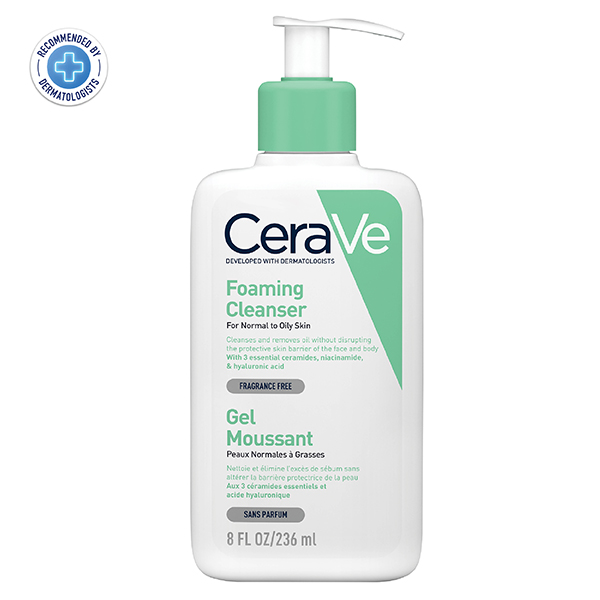 RECOMMENDED BY
DERMATOLOGISTS
CeraVe
DEVELOPED WITH DERMATOLOGISTS
Foaming
Cleanser
For Normal to Oily Skin
Cleanses and removes oil without disrupting
the protective skin barrier of the face and body
With 3 essential ceramides, niacinamide,
& hyaluronic acid
FRAGRANCE FREE
Gel
Moussant
Peaux Normales à Grasses
Nettoie et élimine l'excès de sébum sans
altérer la barrière protectrice de la peau
Aux 3 céramides essentiels et
acide hyaluronique
SANS PARFUM
8 FL OZ/236 ml